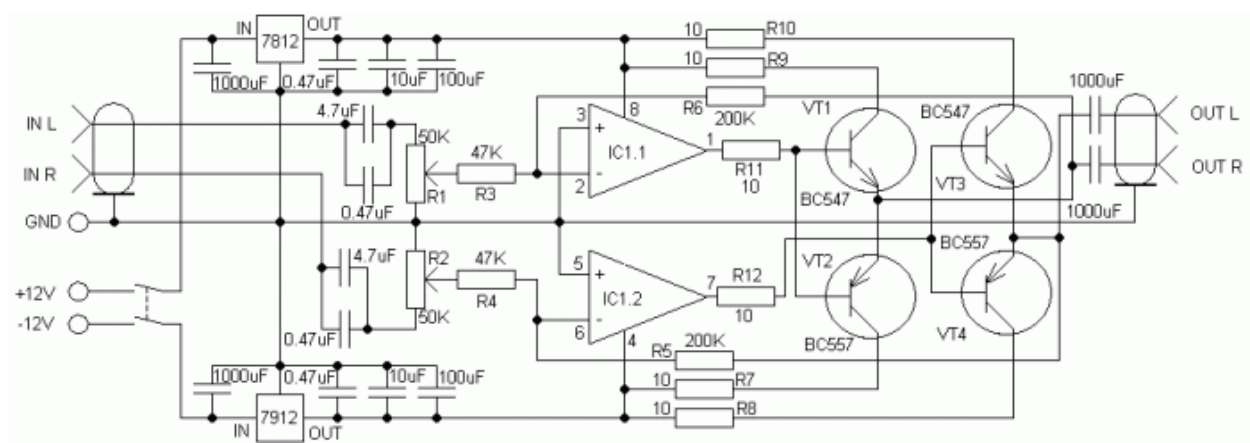 IN 7812 OUT 10 R10
1000uF 0.47uF 10uF 100uF 10 R9
4.7uF R6 200K VT1 BC547 1000uF
IN L 50K 3 + 8 OUT L
47K IC1.1 1 R11 10
IN R R1 R3 2 - BC547 VT3 OUT R
0.47uF 1000uF
GND
4.7uF R2 47K 5 + VT2 BC557
+12V R4 IC1.2 7 R12 10
-12V 0.47uF 50K 6 - 4 BC557 VT4
R5 200K
1000uF 0.47uF 10uF 100uF 10 R7
IN 7912 OUT 10 R8